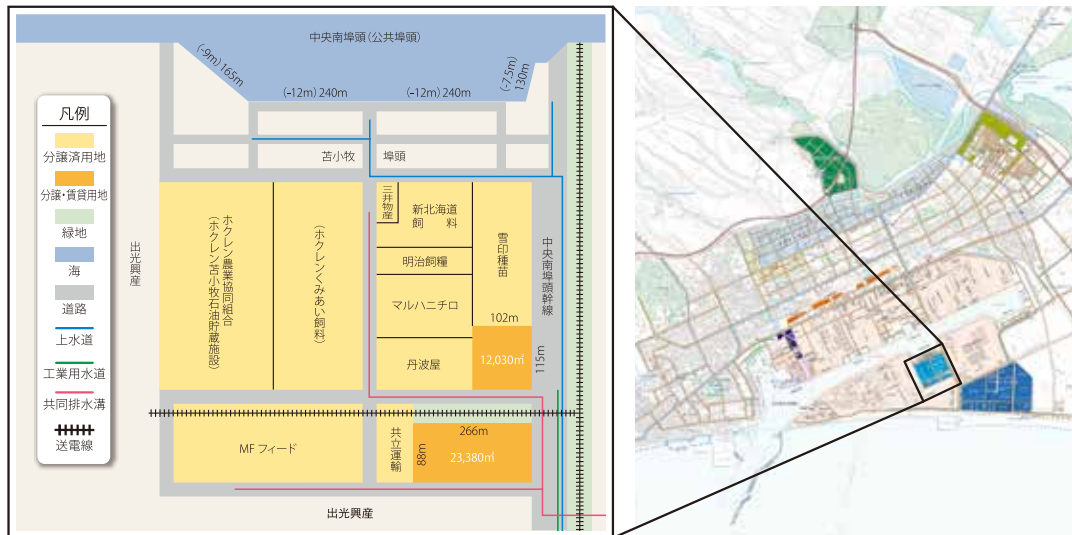 中央南埠頭（公共埠頭）
(-9m) 165m
(-12m) 240m
(-12m) 240m
(-7.5m)
130m
凡例
分譲済用地
分譲・賃貸用地
緑地
海
道路
上水道
工業用水道
共同排水溝
送電線
苫小牧
埠頭
出光興産
ホクレン農業協同組合
（ホクレン苫小牧石油貯蔵施設）
（ホクレンくみあい飼料）
三井物産
新北海道
飼　料
明治飼糧
マルハニチロ
丹波屋
雪印種苗
中央南埠頭幹線
102m
12,030㎡
115m
MFフィード
共立運輸
266m
88m
23,380㎡
出光興産